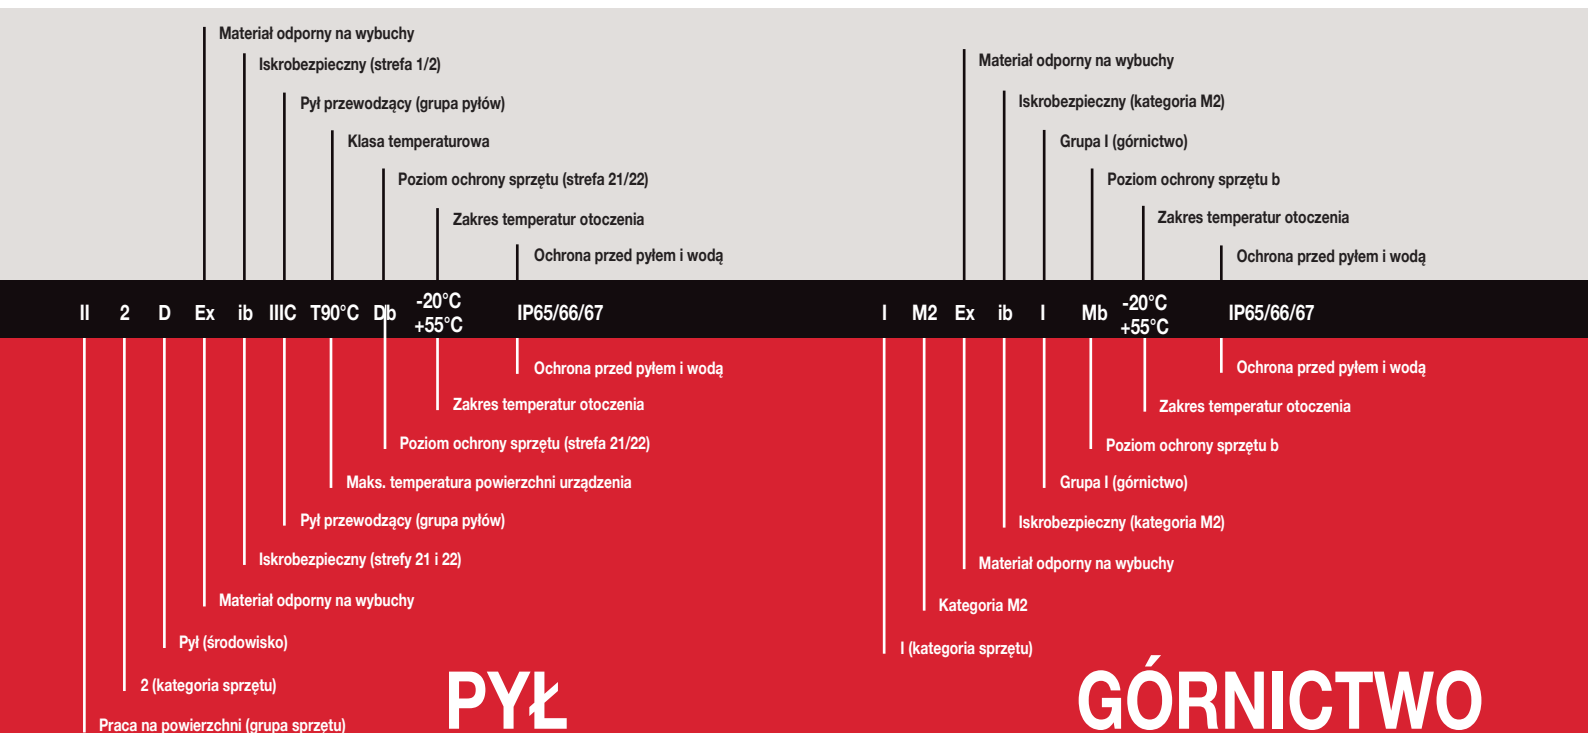 Materiał odporny na wybuchy
Iskrobezpieczny (strefa 1/2)
Pył przewodzący (grupa pyłów)
Klasa temperaturowa
Poziom ochrony sprzętu (strefa 21/22)
Zakres temperatur otoczenia
Ochrona przed pyłem i wodą
II 2 D Ex ib IIIC T90°C Db -20°C +55°C IP65/66/67
Ochrona przed pyłem i wodą
Zakres temperatur otoczenia
Poziom ochrony sprzętu (strefa 21/22)
Maks. temperatura powierzchni urządzenia
Pył przewodzący (grupa pyłów)
Iskrobezpieczny (strefy 21 i 22)
Materiał odporny na wybuchy
Pył (środowisko)
2 (kategoria sprzętu)
Praca na powierzchni (grupa sprzętu)
PYŁ
Materiał odporny na wybuchy
Iskrobezpieczny (kategoria M2)
Grupa I (górnictwo)
Poziom ochrony sprzętu b
Zakres temperatur otoczenia
Ochrona przed pyłem i wodą
I M2 Ex ib I Mb -20°C +55°C IP65/66/67
Ochrona przed pyłem i wodą
Zakres temperatur otoczenia
Poziom ochrony sprzętu b
Grupa I (górnictwo)
Iskrobezpieczny (kategoria M2)
Materiał odporny na wybuchy
Kategoria M2
I (kategoria sprzętu)
GÓRNICTWO